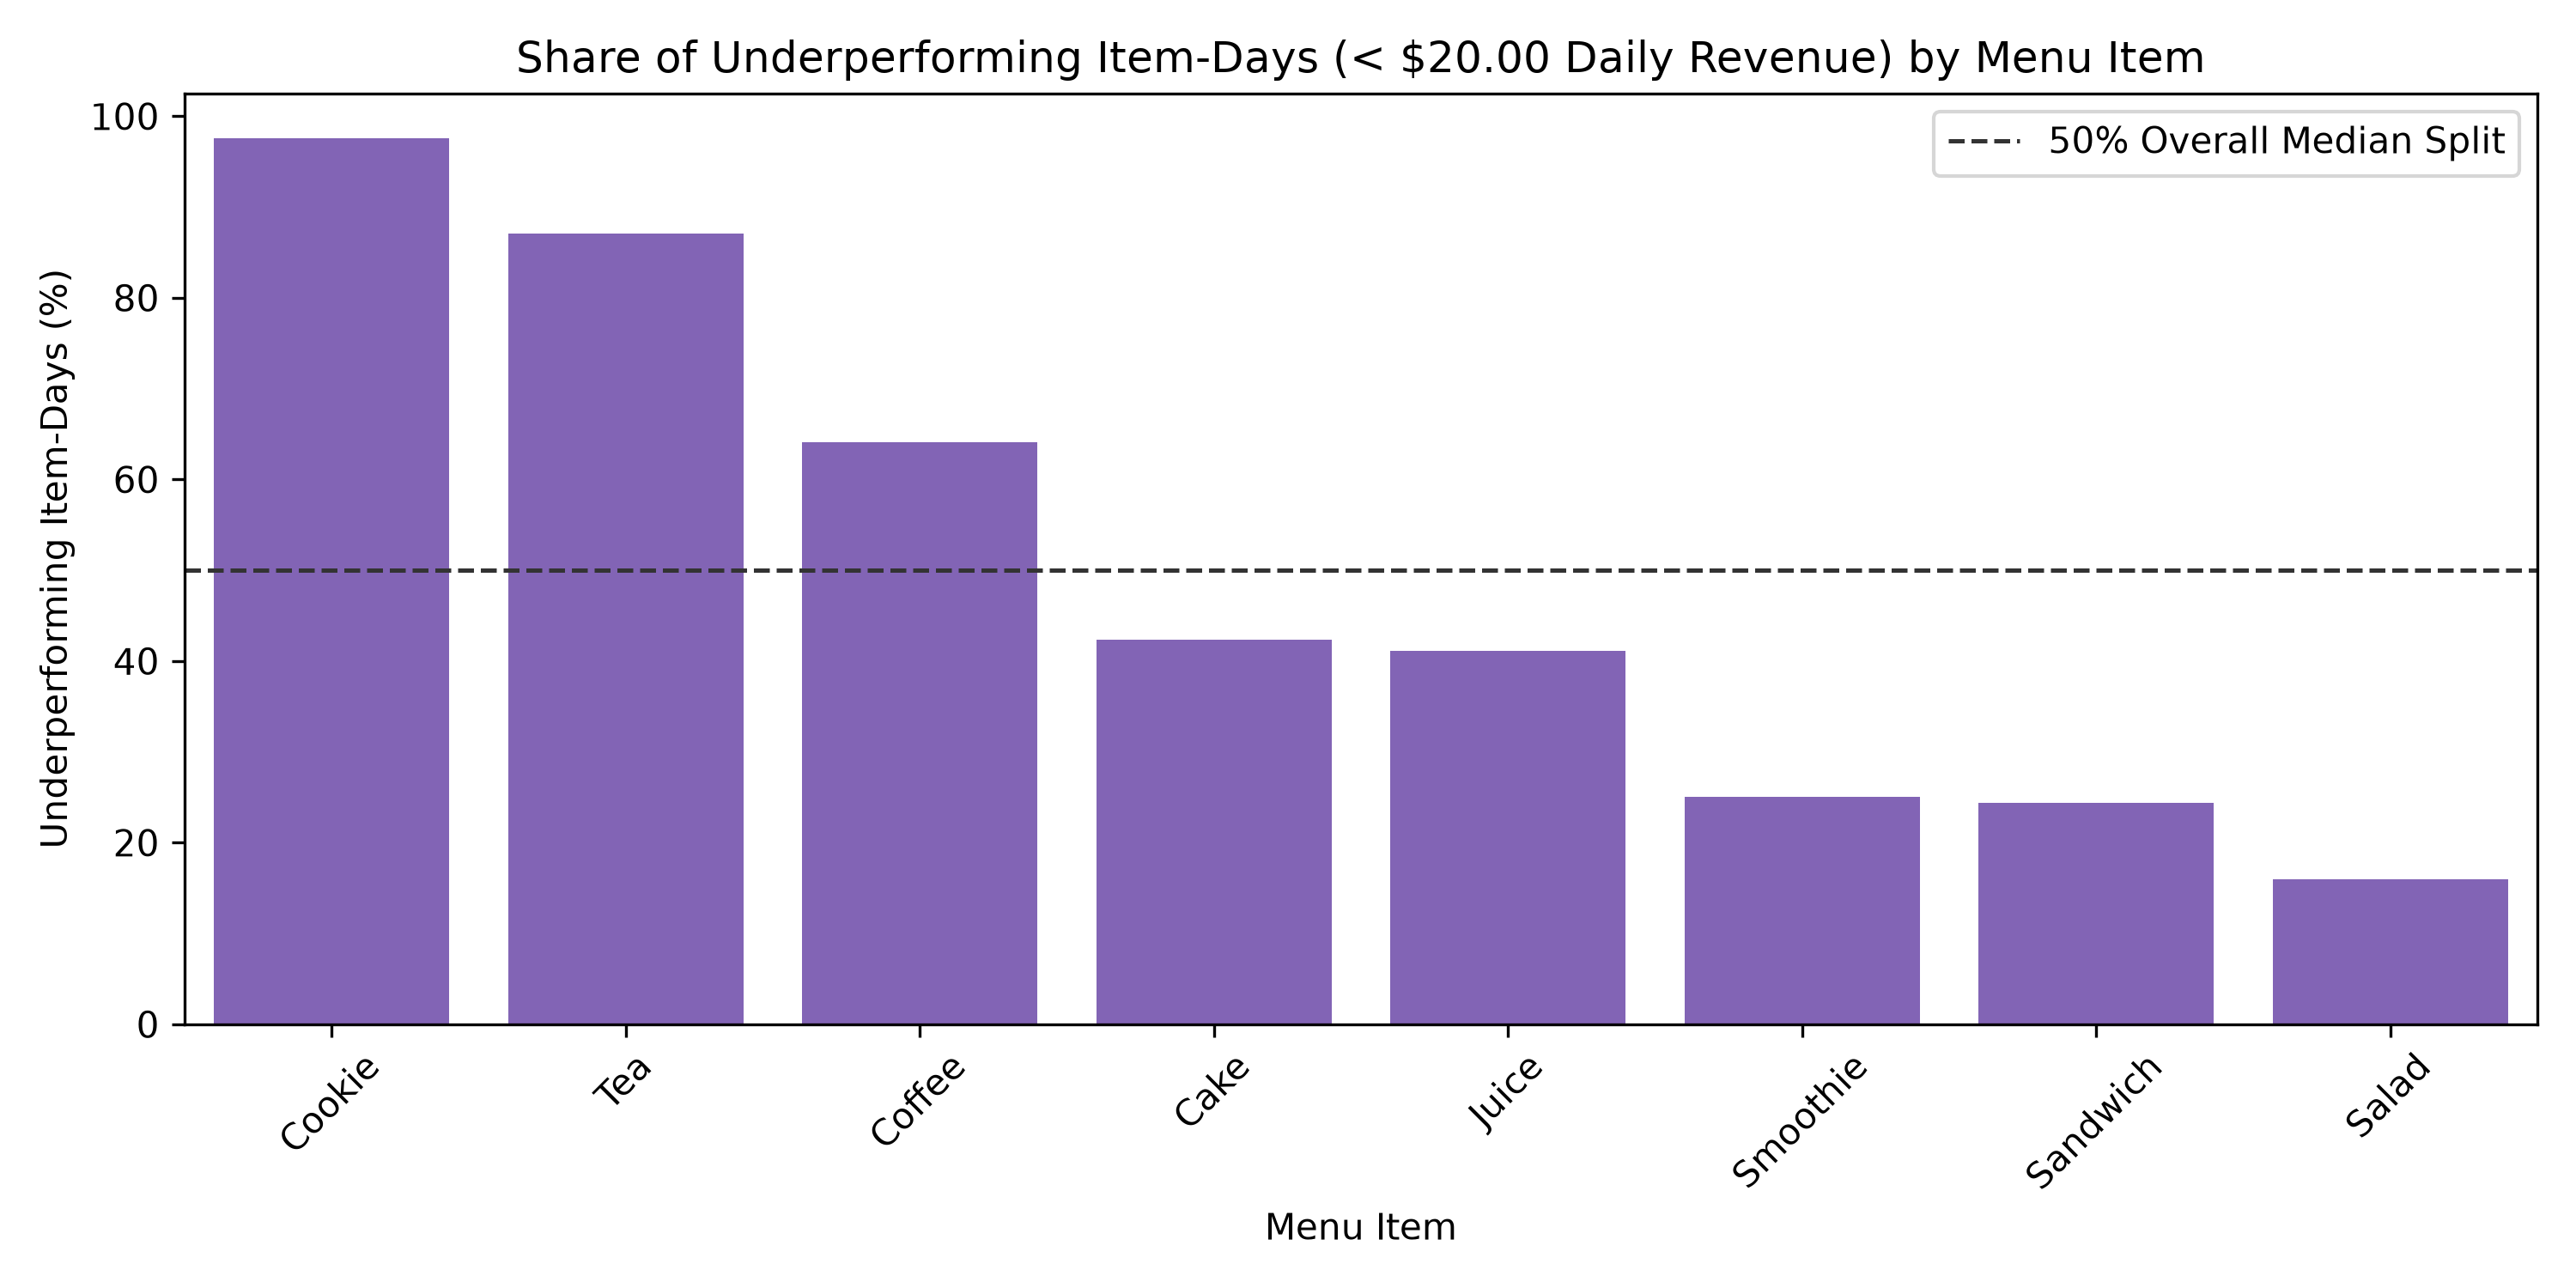 Share of Underperforming Item-Days (< $20.00 Daily Revenue) by Menu Item
50% Overall Median Split
Underperforming Item-Days (%)
100
80
60
40
20
0
Cookie
Tea
Coffee
Cake
Juice
Smoothie
Sandwich
Salad
Menu Item